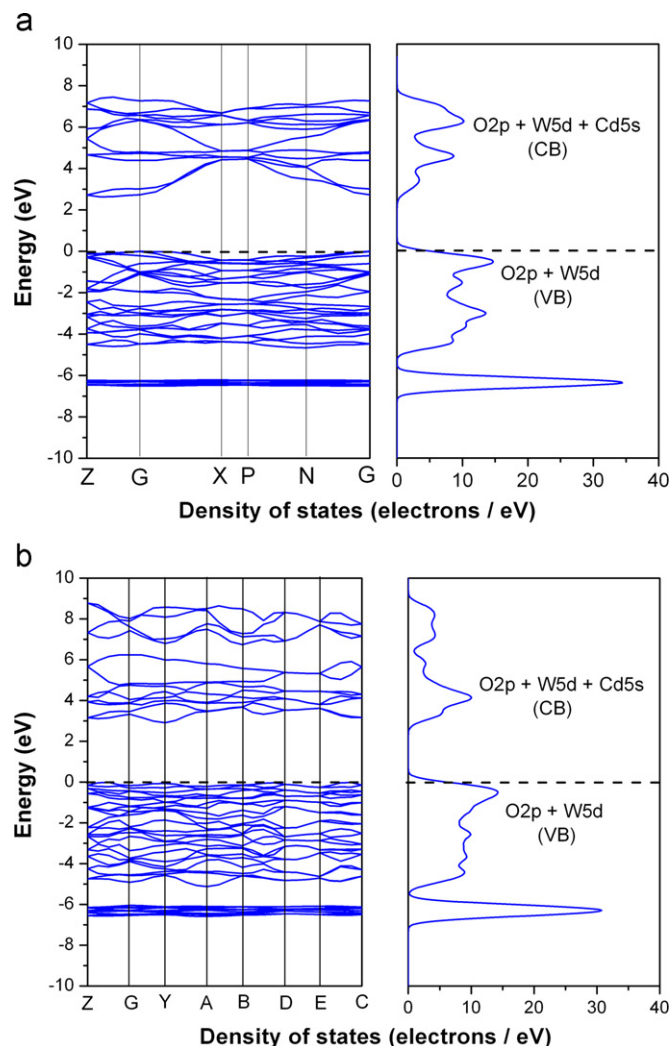 a
10
8
6
4
2
0
-2
-4
-6
-8
-10
Energy (eV)
Z G X P N G
O2p + W5d + Cd5s
(CB)
O2p + W5d
(VB)
0 10 20 30 40
Density of states (electrons / eV)
b
10
8
6
4
2
0
-2
-4
-6
-8
-10
Energy (eV)
Z G Y A B D E C
O2p + W5d + Cd5s
(CB)
O2p + W5d
(VB)
0 10 20 30 40
Density of states (electrons / eV)